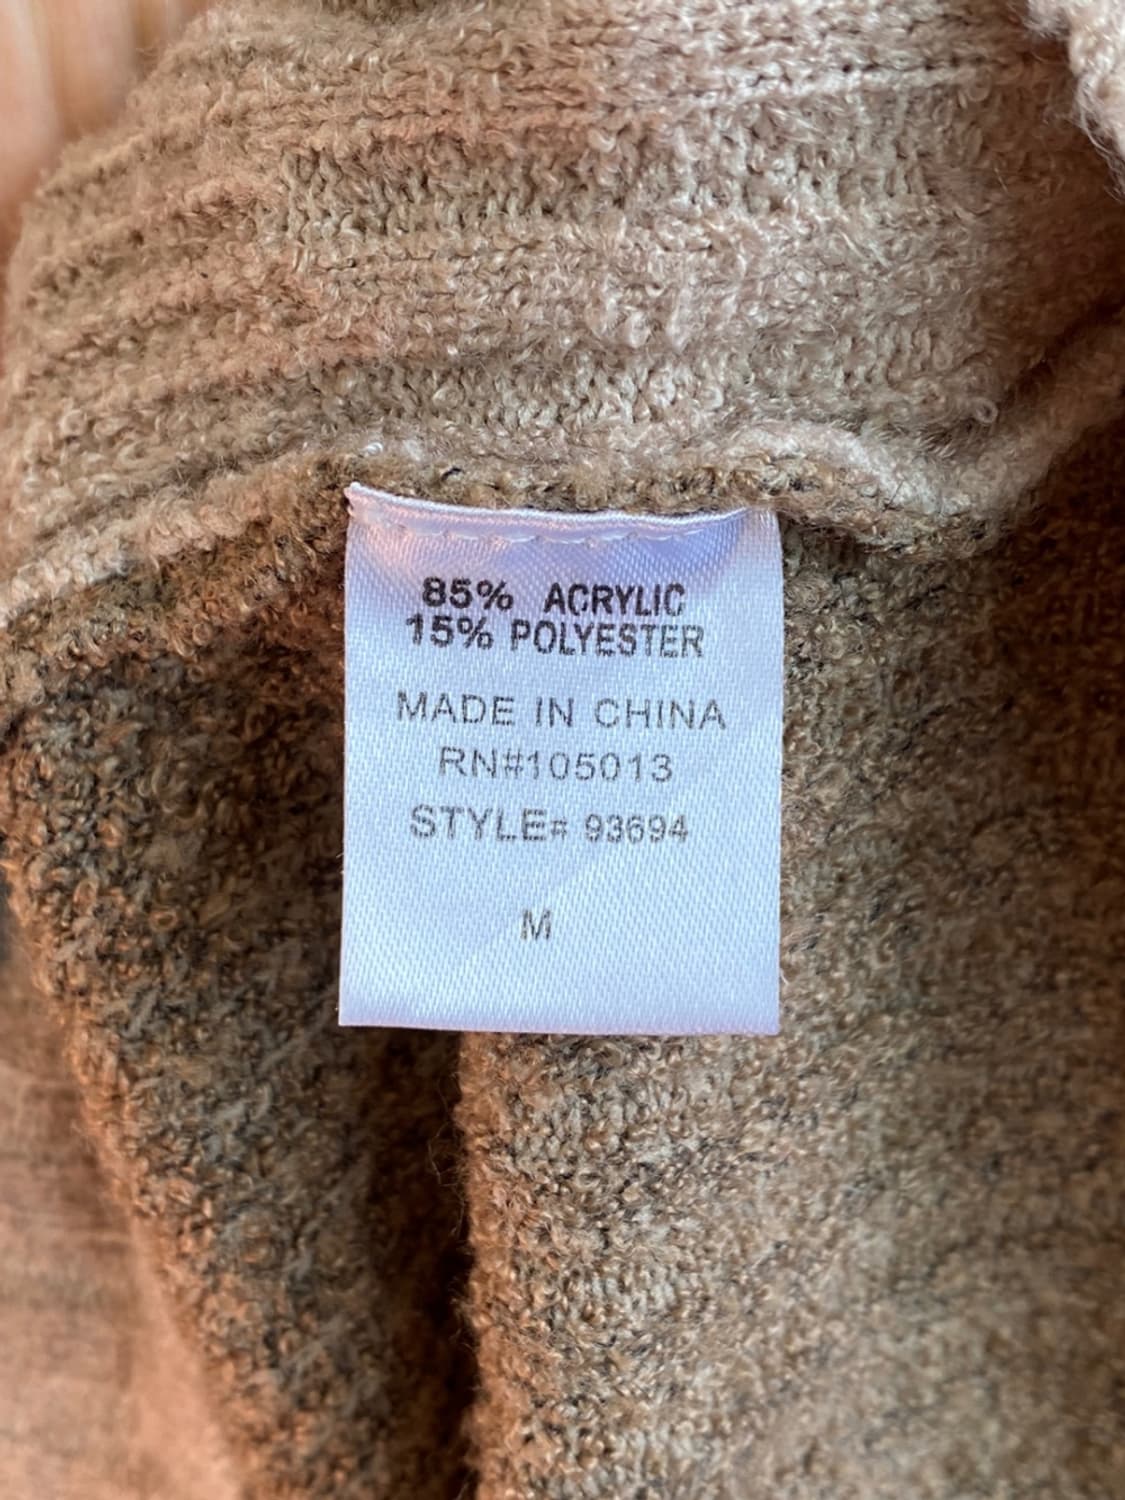 85% ACRYLIC
15% POLYESTER
MADE IN CHINA
RN#105013
STYLE# 93694
M